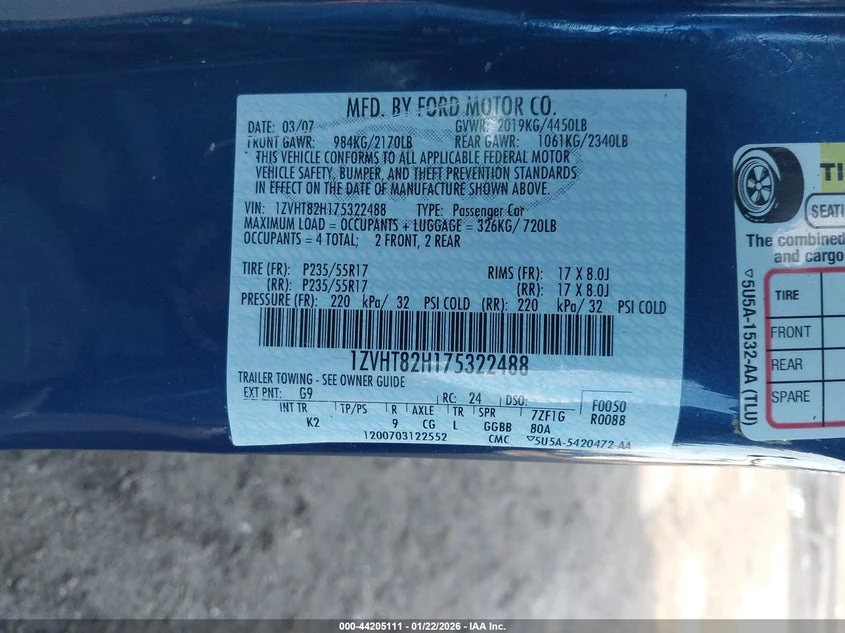 MFD. BY FORD MOTOR CO.
DATE: 03/07 GVWR: 2019KG/4450LB
FRONT GAWR: 984KG/2170LB REAR GAWR: 1061KG/2340LB
THIS VEHICLE CONFORMS TO ALL APPLICABLE FEDERAL MOTOR
VEHICLE SAFETY, BUMPER, AND THEFT PREVENTION STANDARDS
IN EFFECT ON THE DATE OF MANUFACTURE SHOWN ABOVE.
VIN: 1ZVHT82H175322488 TYPE: Passenger Car
MAXIMUM LOAD = OCCUPANTS + LUGGAGE = 326KG/ 720LB
OCCUPANTS = 4 TOTAL; 2 FRONT, 2 REAR
TIRE (FR): P235/55R17 RIMS (FR): 17 X 8.0J
(RR): P235/55R17 (RR): 17 X 8.0J
PRESSURE (FR): 220 kPa/ 32 PSI COLD (RR): 220 kPa/ 32 PSI COLD
1ZVHT82H175322488
TRAILER TOWING - SEE OWNER GUIDE
EXT PNT: G9 RC: 24 DSO: F0050
INT TR TP/PS R AXLE TR SPR 7ZF1G R0088
K2 9 CG L GGBB 80A
1200703122552 CMC 5U5A-5420472-AA
TI
SEATI
The combined
and cargo
TIRE
FRONT
REAR
SPARE
5U5A-1532-AA (TLU)
000-44205111 - 01/22/2026 - IAA Inc.